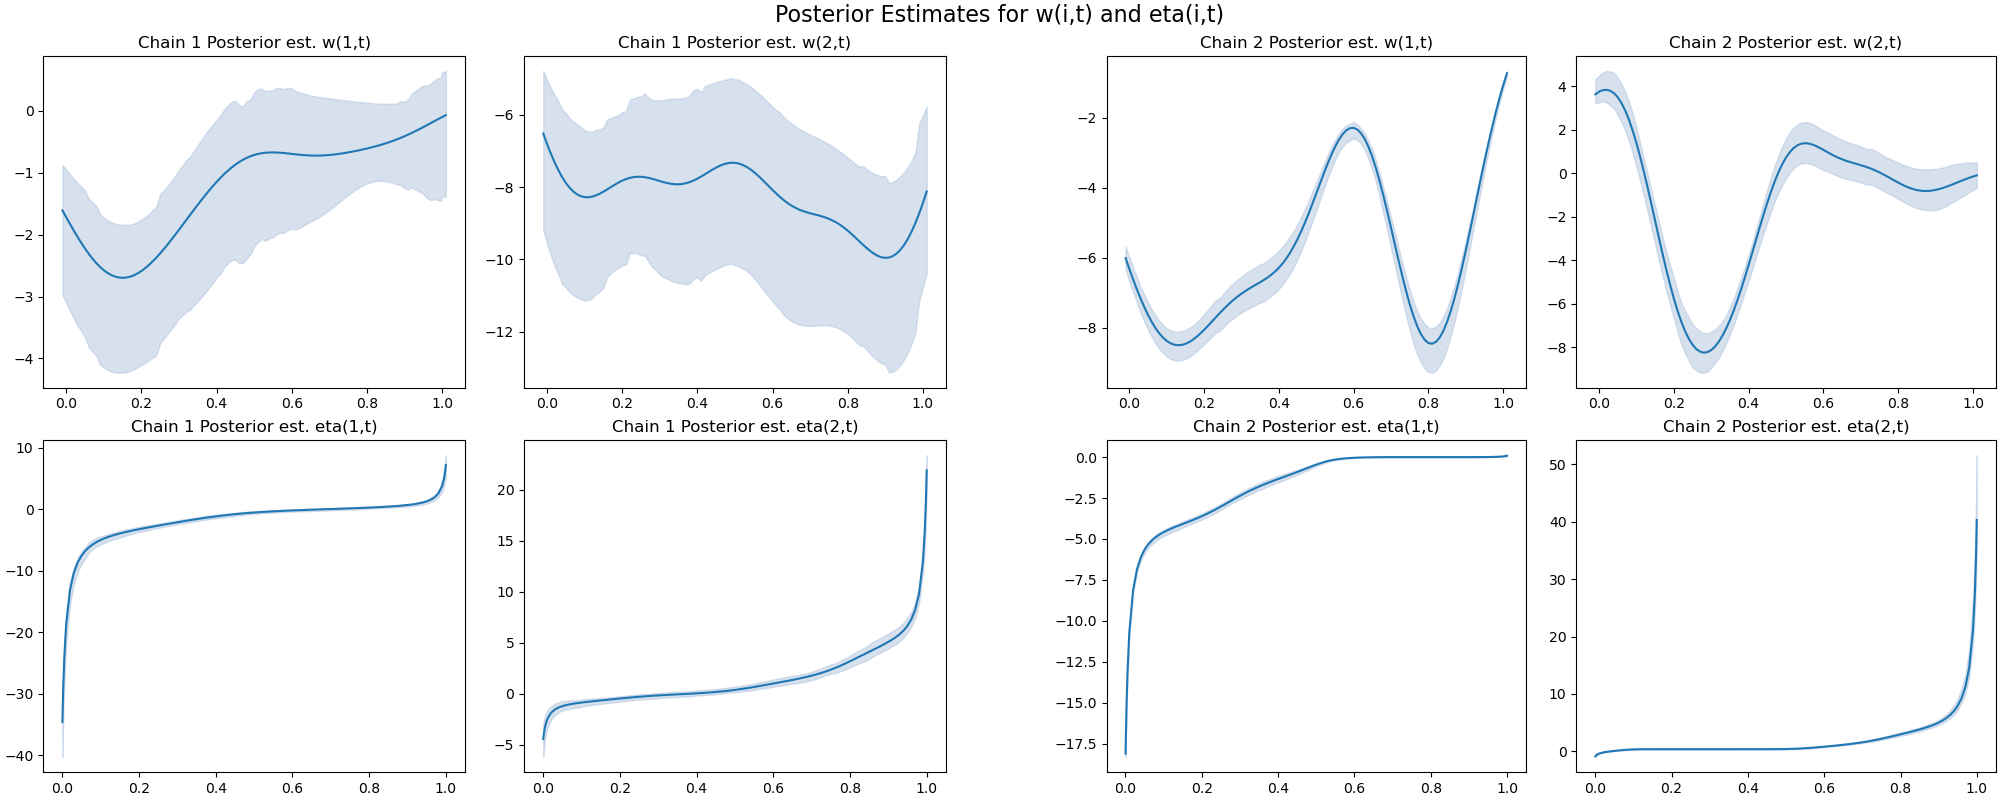 Posterior Estimates for w(i,t) and eta(i,t)
Chain 1 Posterior est. w(1,t)
0
−1
−2
−3
−4
0.0 0.2 0.4 0.6 0.8 1.0
Chain 1 Posterior est. w(2,t)
−6
−8
−10
−12
0.0 0.2 0.4 0.6 0.8 1.0
Chain 2 Posterior est. w(1,t)
−2
−4
−6
−8
0.0 0.2 0.4 0.6 0.8 1.0
Chain 2 Posterior est. w(2,t)
4
2
0
−2
−4
−6
−8
0.0 0.2 0.4 0.6 0.8 1.0
Chain 1 Posterior est. eta(1,t)
10
0
−10
−20
−30
−40
0.0 0.2 0.4 0.6 0.8 1.0
Chain 1 Posterior est. eta(2,t)
20
15
10
5
0
−5
0.0 0.2 0.4 0.6 0.8 1.0
Chain 2 Posterior est. eta(1,t)
0.0
−2.5
−5.0
−7.5
−10.0
−12.5
−15.0
−17.5
0.0 0.2 0.4 0.6 0.8 1.0
Chain 2 Posterior est. eta(2,t)
50
40
30
20
10
0
0.0 0.2 0.4 0.6 0.8 1.0